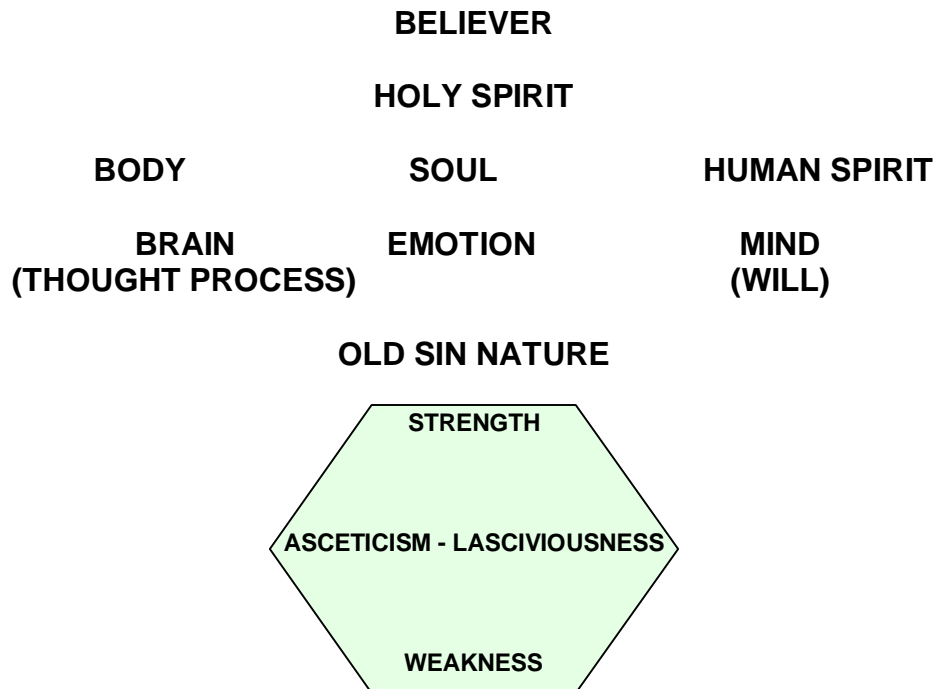 BELIEVER
HOLY SPIRIT
BODY SOUL HUMAN SPIRIT
BRAIN EMOTION MIND
(THOUGHT PROCESS) (WILL)
OLD SIN NATURE
STRENGTH
ASCETICISM - LASCIVIOUSNESS
WEAKNESS